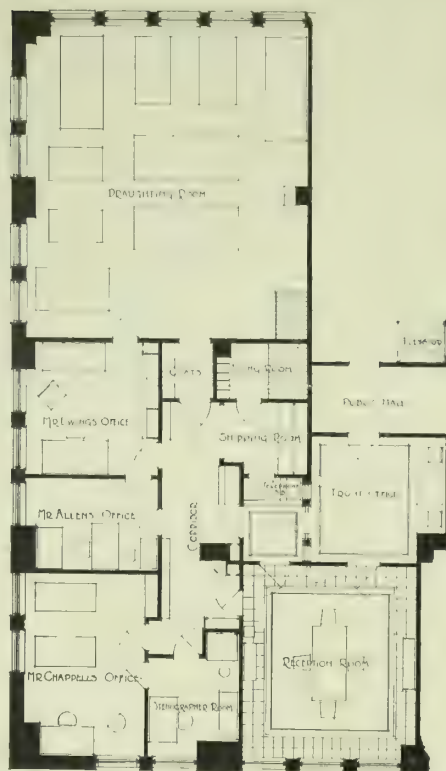 DRAUGHTING ROOM
ELEVATOR
COATS
PUBLIC HALL
MR EWINGS OFFICE
SHIPPING ROOM
MR ALLENS OFFICE
CORRIDOR
RECEPTION ROOM
MR CHAPPELLS OFFICE
STENOGRAPHER ROOM